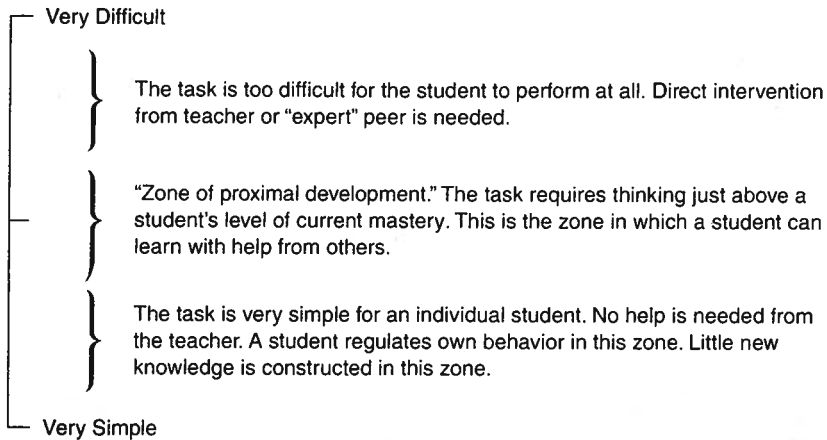 Very Difficult
The task is too difficult for the student to perform at all. Direct intervention
from teacher or “expert” peer is needed.
“Zone of proximal development.” The task requires thinking just above a
student's level of current mastery. This is the zone in which a student can
learn with help from others.
The task is very simple for an individual student. No help is needed from
the teacher. A student regulates own behavior in this zone. Little new
knowledge is constructed in this zone.
Very Simple